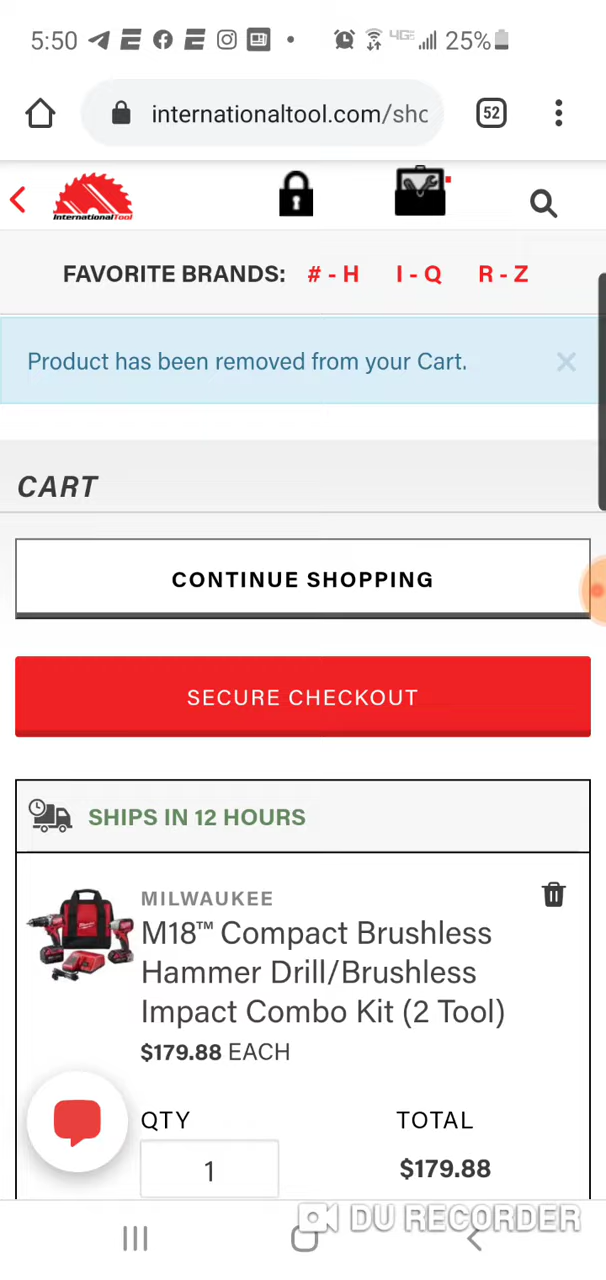 5:50 4GE 25%
internationaltool.com/sho 52
InternationalTool
FAVORITE BRANDS: # - H I - Q R - Z
Product has been removed from your Cart.
CART
CONTINUE SHOPPING
SECURE CHECKOUT
SHIPS IN 12 HOURS
MILWAUKEE
M18™ Compact Brushless
Hammer Drill/Brushless
Impact Combo Kit (2 Tool)
$179.88 EACH
QTY TOTAL
1 $179.88
DU RECORDER